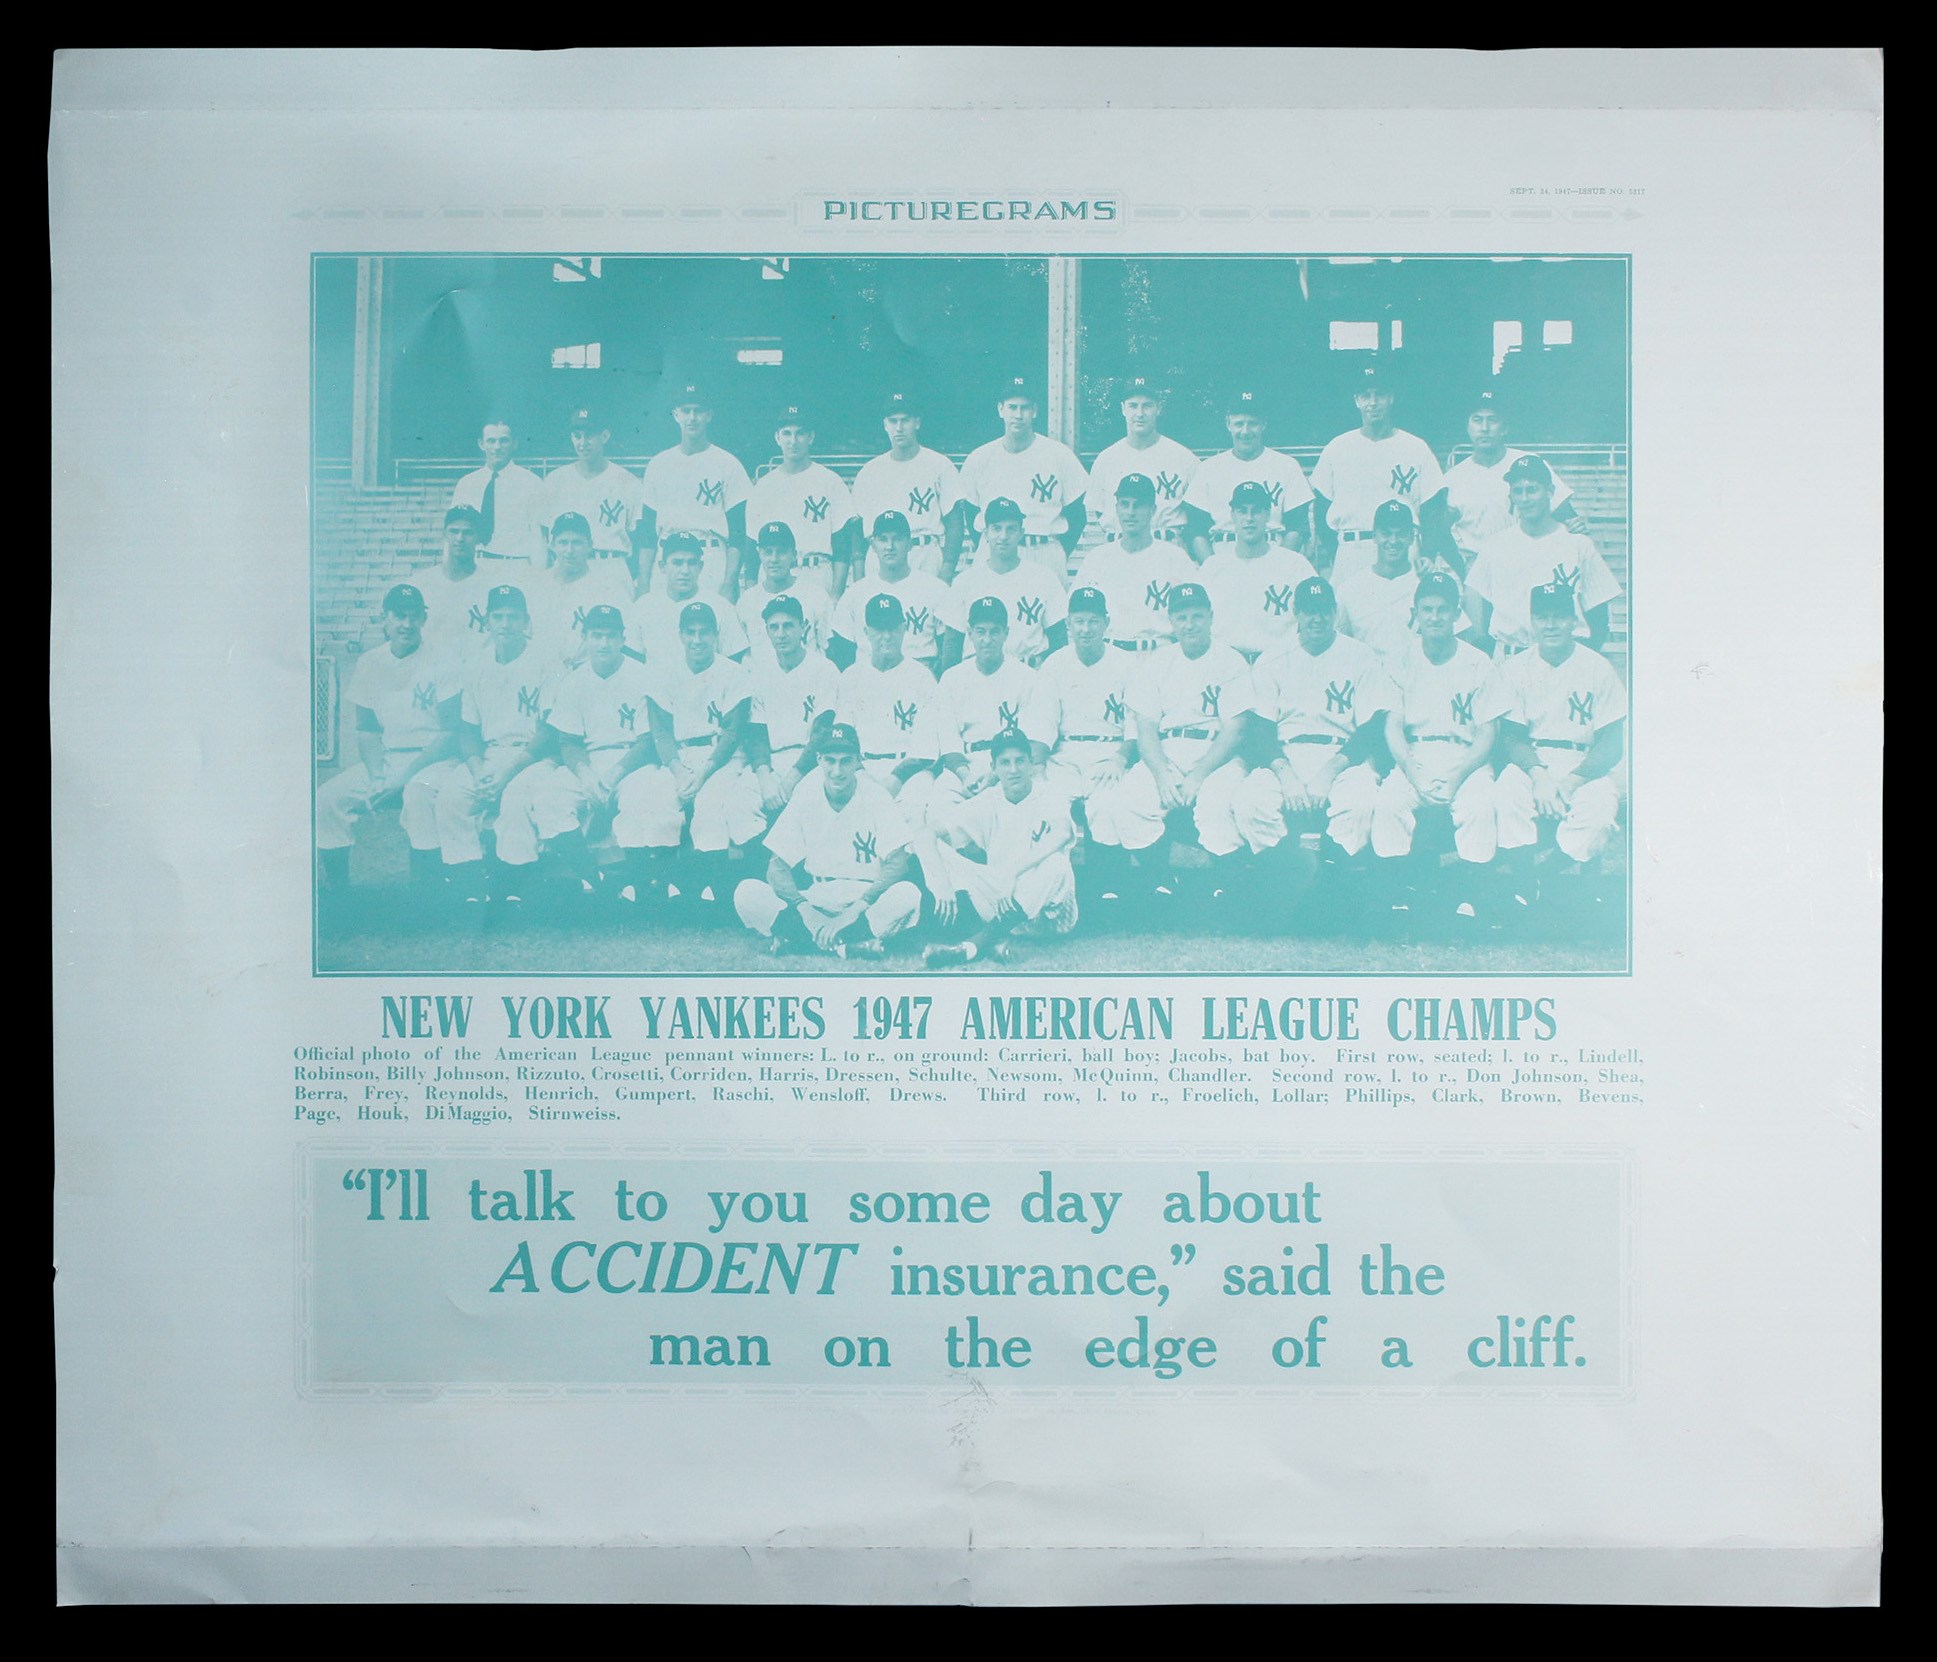 SEPT. 24, 1947—ISSUE NO. 5217
PICTUREGRAMS
NEW YORK YANKEES 1947 AMERICAN LEAGUE CHAMPS
Official photo of the American League pennant winners: L. to r., on ground: Carrieri, ball boy; Jacobs, bat boy. First row, seated; l. to r., Lindell,
Robinson, Billy Johnson, Rizzuto, Crosetti, Corriden, Harris, Dressen, Schulte, Newsom, McQuinn, Chandler. Second row, l. to r., Don Johnson, Shea,
Berra, Frey, Reynolds, Henrich, Gumpert, Raschi, Wensloff, Drews. Third row, l. to r., Froelich, Lollar; Phillips, Clark, Brown, Bevens,
Page, Houk, DiMaggio, Stirnweiss.
“I’ll talk to you some day about
ACCIDENT insurance,” said the
man on the edge of a cliff.